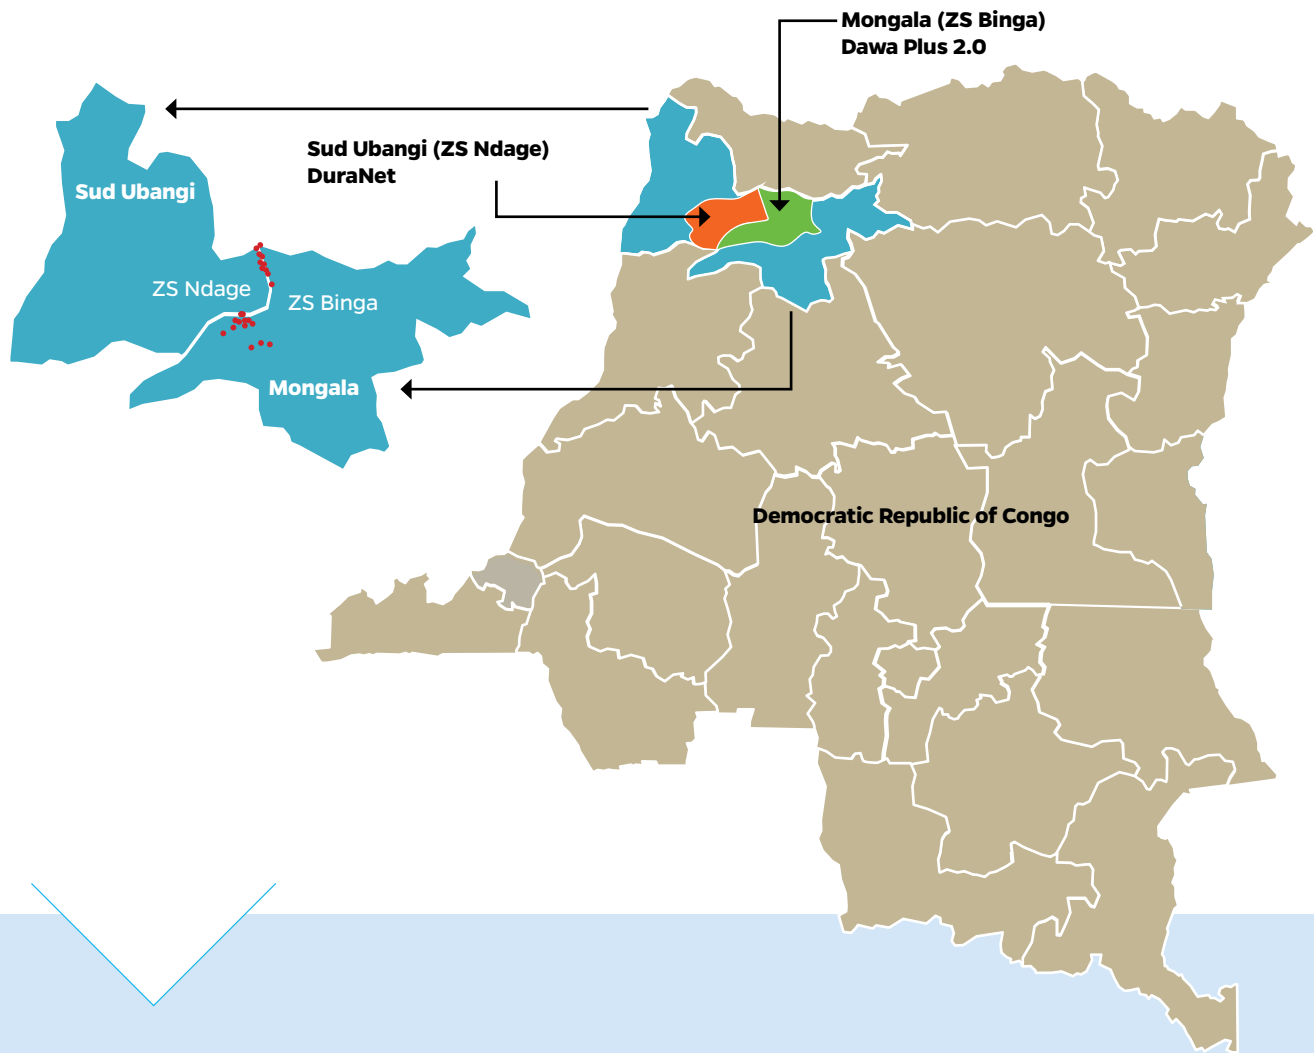 Mongala (ZS Binga)
Dawa Plus 2.0
Sud Ubangi (ZS Ndage)
DuraNet
Sud Ubangi
ZS Ndage
ZS Binga
Mongala
Democratic Republic of Congo